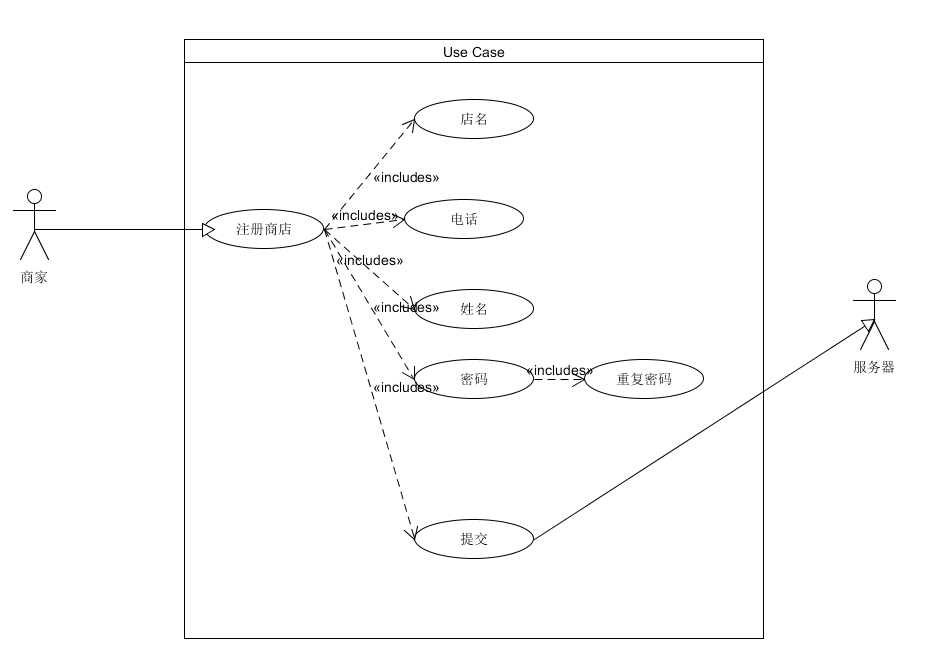 Use Case
店名
«includes»
«includes»
电话
注册商店
商家
«includes»
«includes»
姓名
«includes»
密码
«includes»
重复密码
服务器
提交